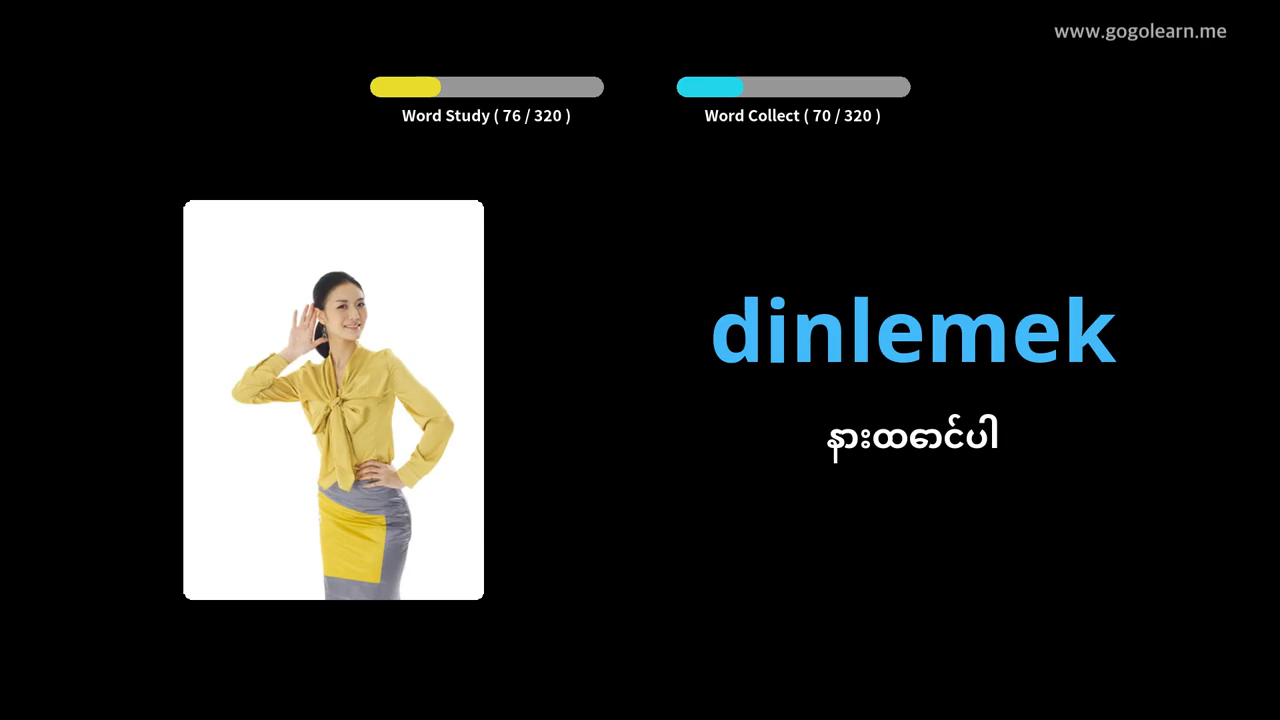 www.gogolearn.me
Word Study ( 76 / 320 )
Word Collect ( 70 / 320 )
dinlemek
နားထောင်ပါ